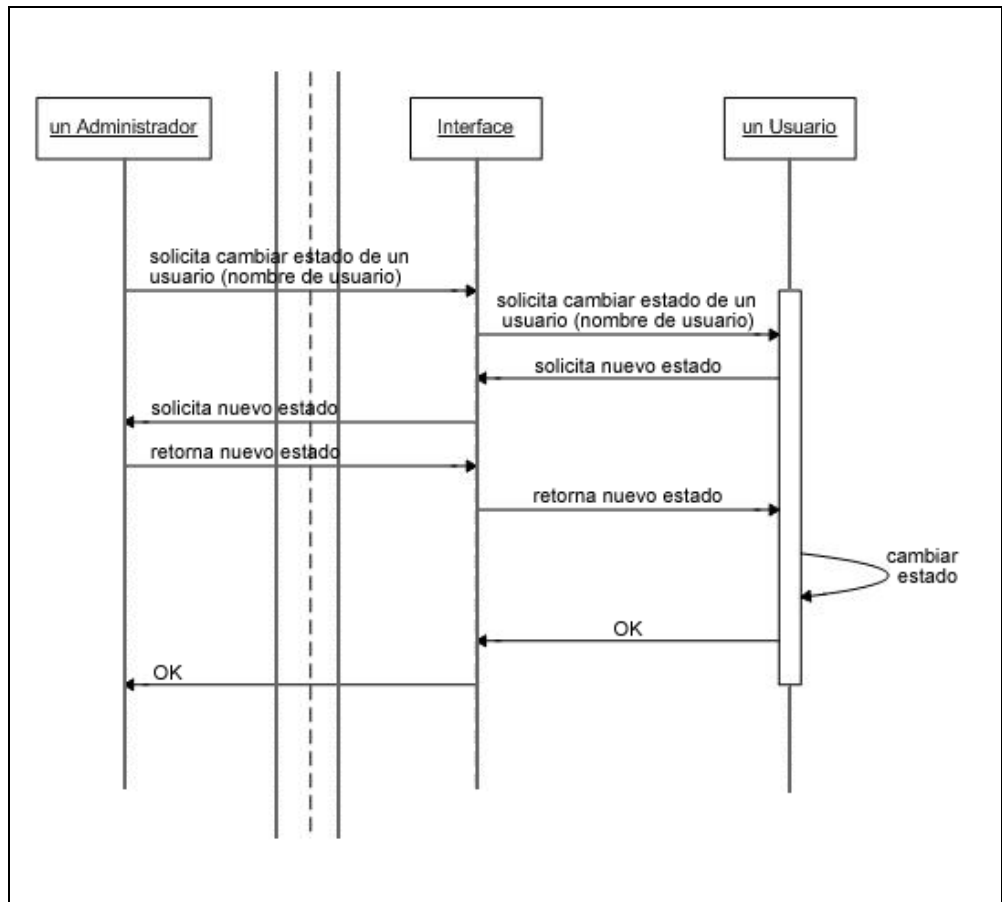 un Administrador
Interface
un Usuario
solicita cambiar estado de un
usuario (nombre de usuario)
solicita cambiar estado de un
usuario (nombre de usuario)
solicita nuevo estado
solicita nuevo estado
retorna nuevo estado
retorna nuevo estado
cambiar
estado
OK
OK